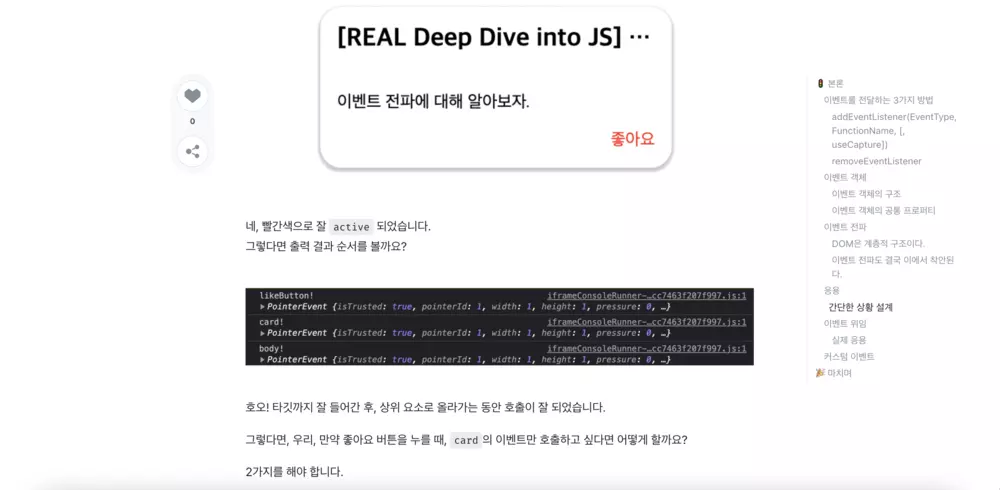 [REAL Deep Dive into JS] ⋯
이벤트 전파에 대해 알아보자.
좋아요
0
네, 빨간색으로 잘 active 되었습니다.
그렇다면 출력 결과 순서를 볼까요?
likeButton! iframeConsoleRunner-…cc7463f207f997.js:1
▸ PointerEvent {isTrusted: true, pointerId: 1, width: 1, height: 1, pressure: 0, …}
card! iframeConsoleRunner-…cc7463f207f997.js:1
▸ PointerEvent {isTrusted: true, pointerId: 1, width: 1, height: 1, pressure: 0, …}
body! iframeConsoleRunner-…cc7463f207f997.js:1
▸ PointerEvent {isTrusted: true, pointerId: 1, width: 1, height: 1, pressure: 0, …}
호오! 타깃까지 잘 들어간 후, 상위 요소로 올라가는 동안 호출이 잘 되었습니다.
그렇다면, 우리, 만약 좋아요 버튼을 누를 때, card 의 이벤트만 호출하고 싶다면 어떻게 할까요?
2가지를 해야 합니다.
🚦 본론
이벤트를 전달하는 3가지 방법
addEventListener(EventType,
FunctionName, [,
useCapture])
removeEventListener
이벤트 객체
이벤트 객체의 구조
이벤트 객체의 공통 프로퍼티
이벤트 전파
DOM은 계층적 구조이다.
이벤트 전파도 결국 이에서 착안된
다.
응용
간단한 상황 설계
이벤트 위임
실제 응용
커스텀 이벤트
🎉 마치며